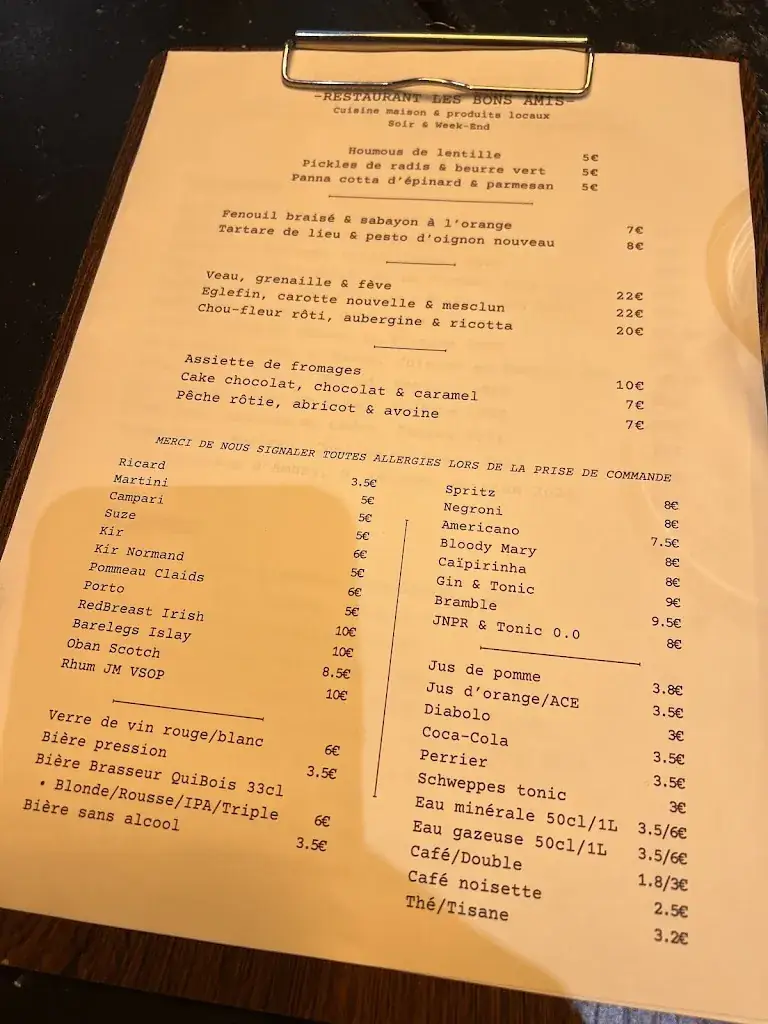 -RESTAURANT LES BONS AMIS-
Cuisine maison & produits locaux
Soir & Week-End
Houmous de lentille 5€
Pickles de radis & beurre vert 5€
Panna cotta d'épinard & parmesan 5€
Fenouil braisé & sabayon à l'orange 7€
Tartare de lieu & pesto d'oignon nouveau 8€
Veau, grenaille & fève 22€
Eglefin, carotte nouvelle & mesclun 22€
Chou-fleur rôti, aubergine & ricotta 20€
Assiette de fromages 10€
Cake chocolat, chocolat & caramel 7€
Pêche rôtie, abricot & avoine 7€
MERCI DE NOUS SIGNALER TOUTES ALLERGIES LORS DE LA PRISE DE COMMANDE
Ricard 3.5€
Martini 5€
Campari 5€
Suze 5€
Kir 6€
Kir Normand 5€
Pommeau Claids 6€
Porto 5€
RedBreast Irish 10€
Barelegs Islay 10€
Oban Scotch 8.5€
Rhum JM VSOP 10€
Verre de vin rouge/blanc 6€
Bière pression 3.5€
Bière Brasseur QuiBois 33cl
• Blonde/Rousse/IPA/Triple 6€
Bière sans alcool 3.5€
Spritz 8€
Negroni 8€
Americano 7.5€
Bloody Mary 8€
Caïpirinha 8€
Gin & Tonic 9€
Bramble 9.5€
JNPR & Tonic 0.0 8€
Jus de pomme 3.8€
Jus d'orange/ACE 3.5€
Diabolo 3€
Coca-Cola 3.5€
Perrier 3.5€
Schweppes tonic 3€
Eau minérale 50cl/1L 3.5/6€
Eau gazeuse 50cl/1L 3.5/6€
Café/Double 1.8/3€
Café noisette 2.5€
Thé/Tisane 3.2€